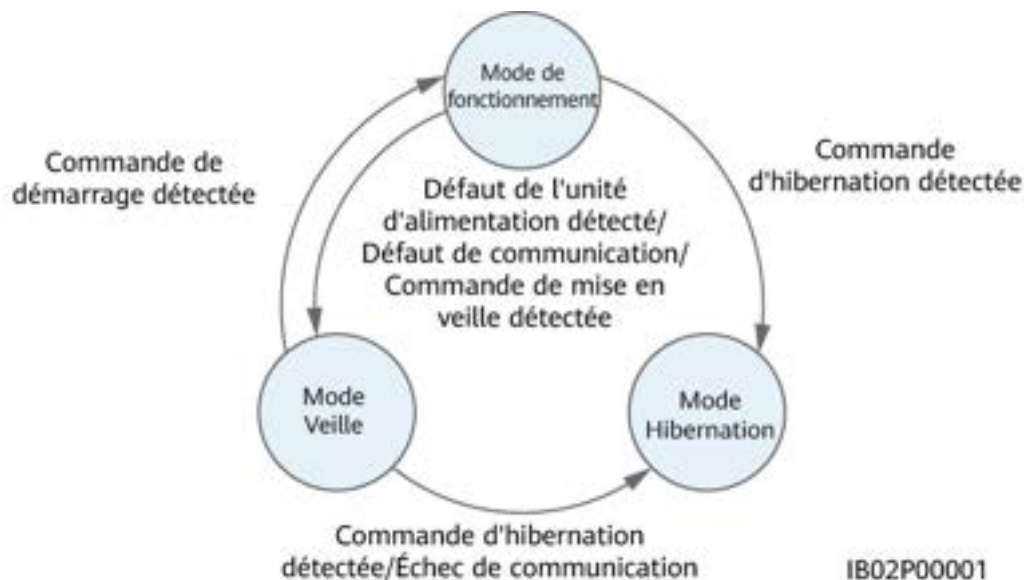 Mode de
fonctionnement
Commande de
démarrage détectée
Commande
d'hibernation détectée
Défaut de l'unité
d'alimentation détecté/
Défaut de communication/
Commande de mise en
veille détectée
Mode
Veille
Mode
Hibernation
Commande d'hibernation
détectée/Échec de communication
IB02P00001